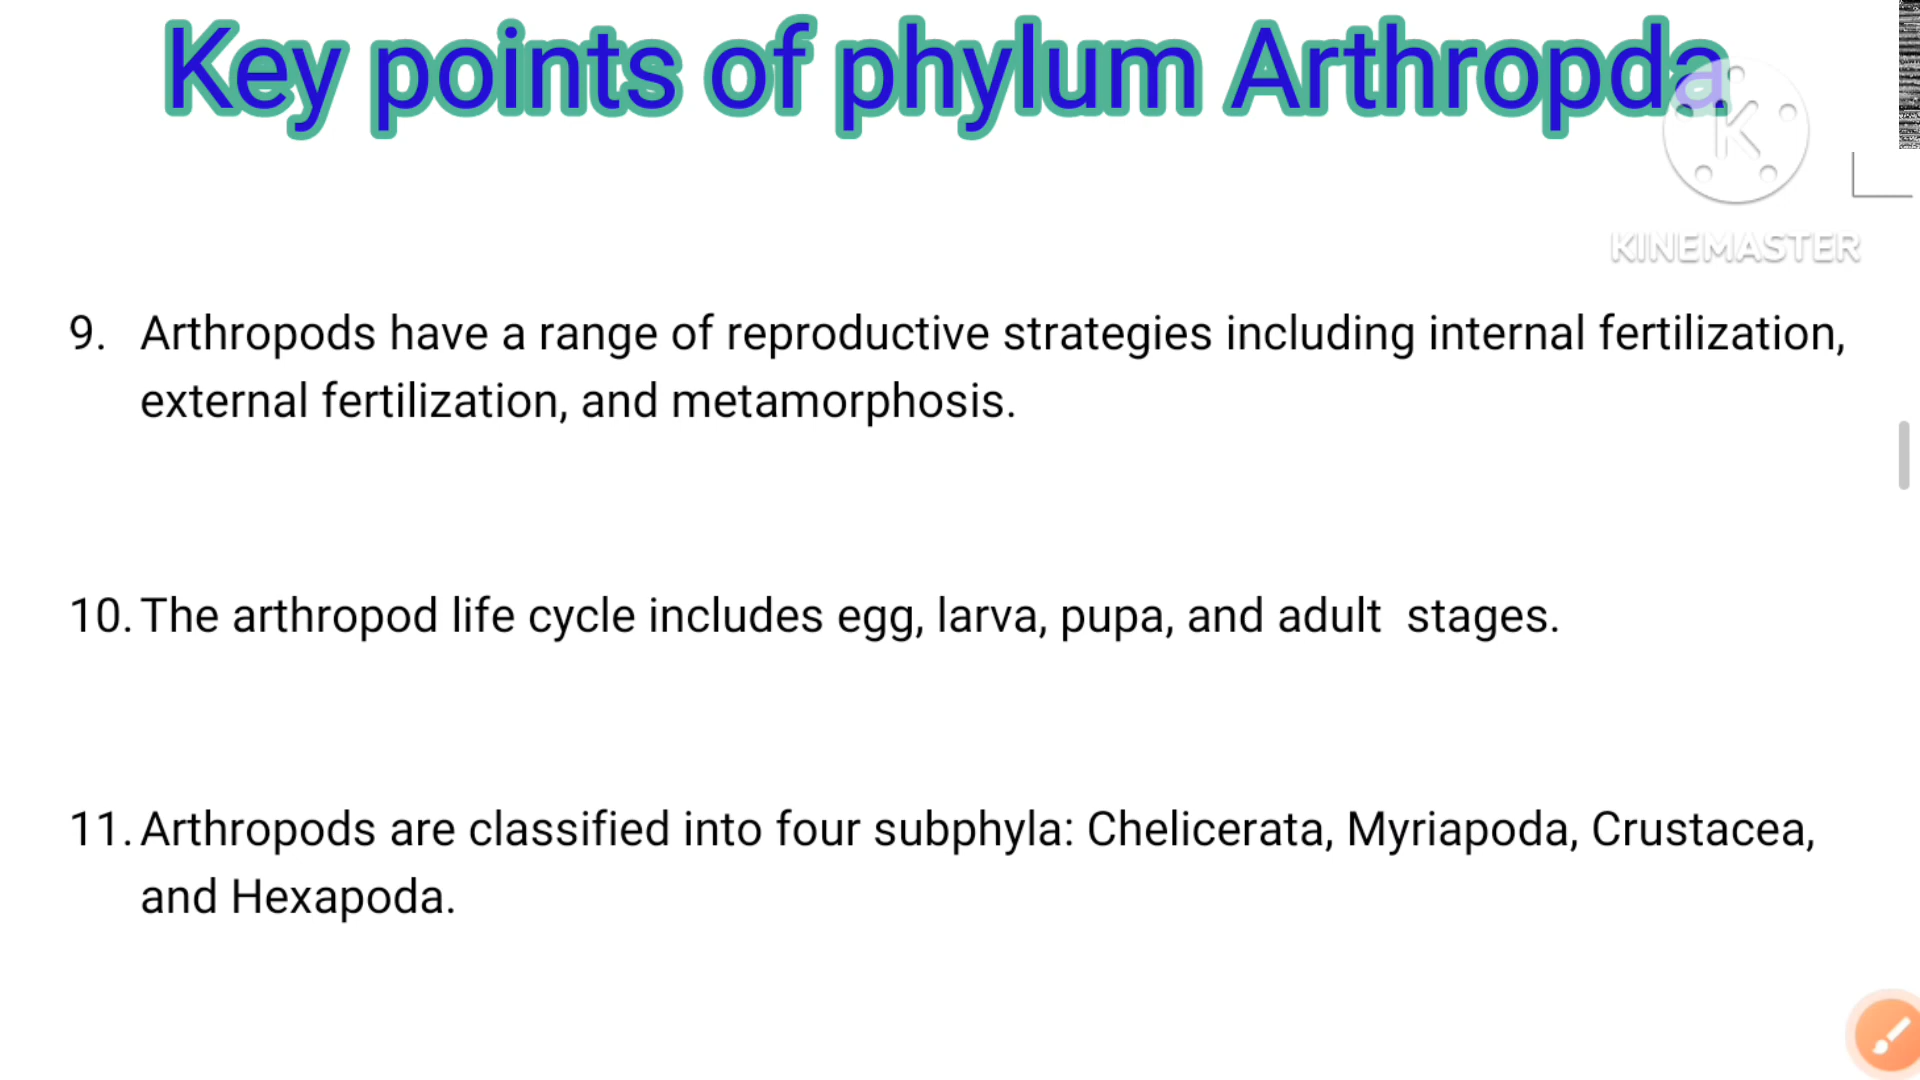 Key points of phylum Arthropda
K
KINEMASTER
9. Arthropods have a range of reproductive strategies including internal fertilization,
external fertilization, and metamorphosis.
10. The arthropod life cycle includes egg, larva, pupa, and adult stages.
11. Arthropods are classified into four subphyla: Chelicerata, Myriapoda, Crustacea,
and Hexapoda.